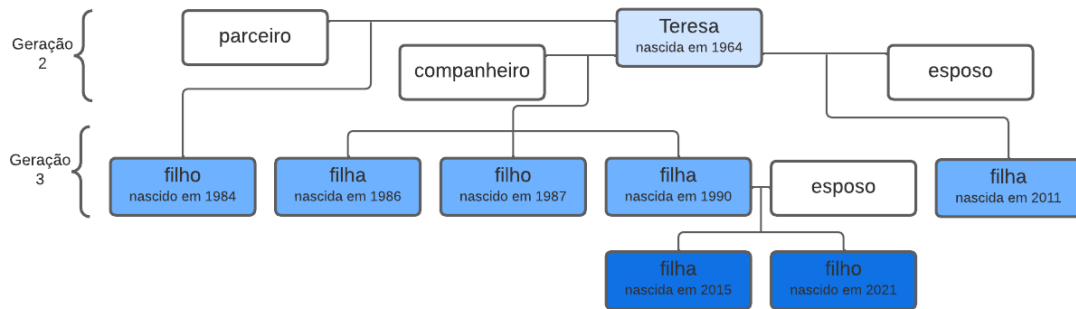 Geração
2
parceiro
Teresa
nascida em 1964
companheiro
esposo
Geração
3
filho
nascido em 1984
filha
nascida em 1986
filho
nascido em 1987
filha
nascida em 1990
esposo
filha
nascida em 2011
filha
nascida em 2015
filho
nascido em 2021